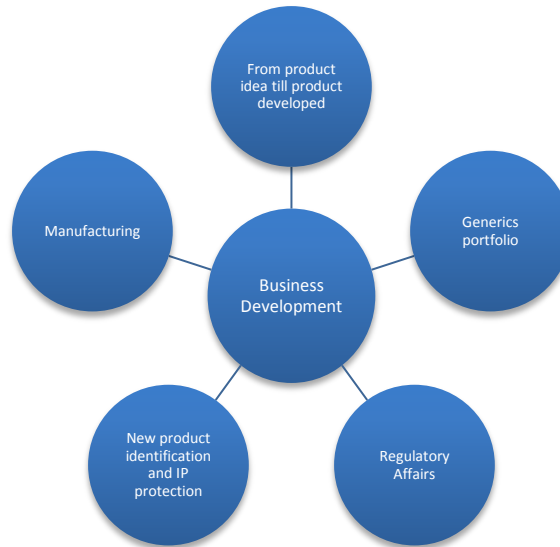 From product
idea till product
developed
Manufacturing
Generics
portfolio
Business
Development
New product
identification
and IP
protection
Regulatory
Affairs